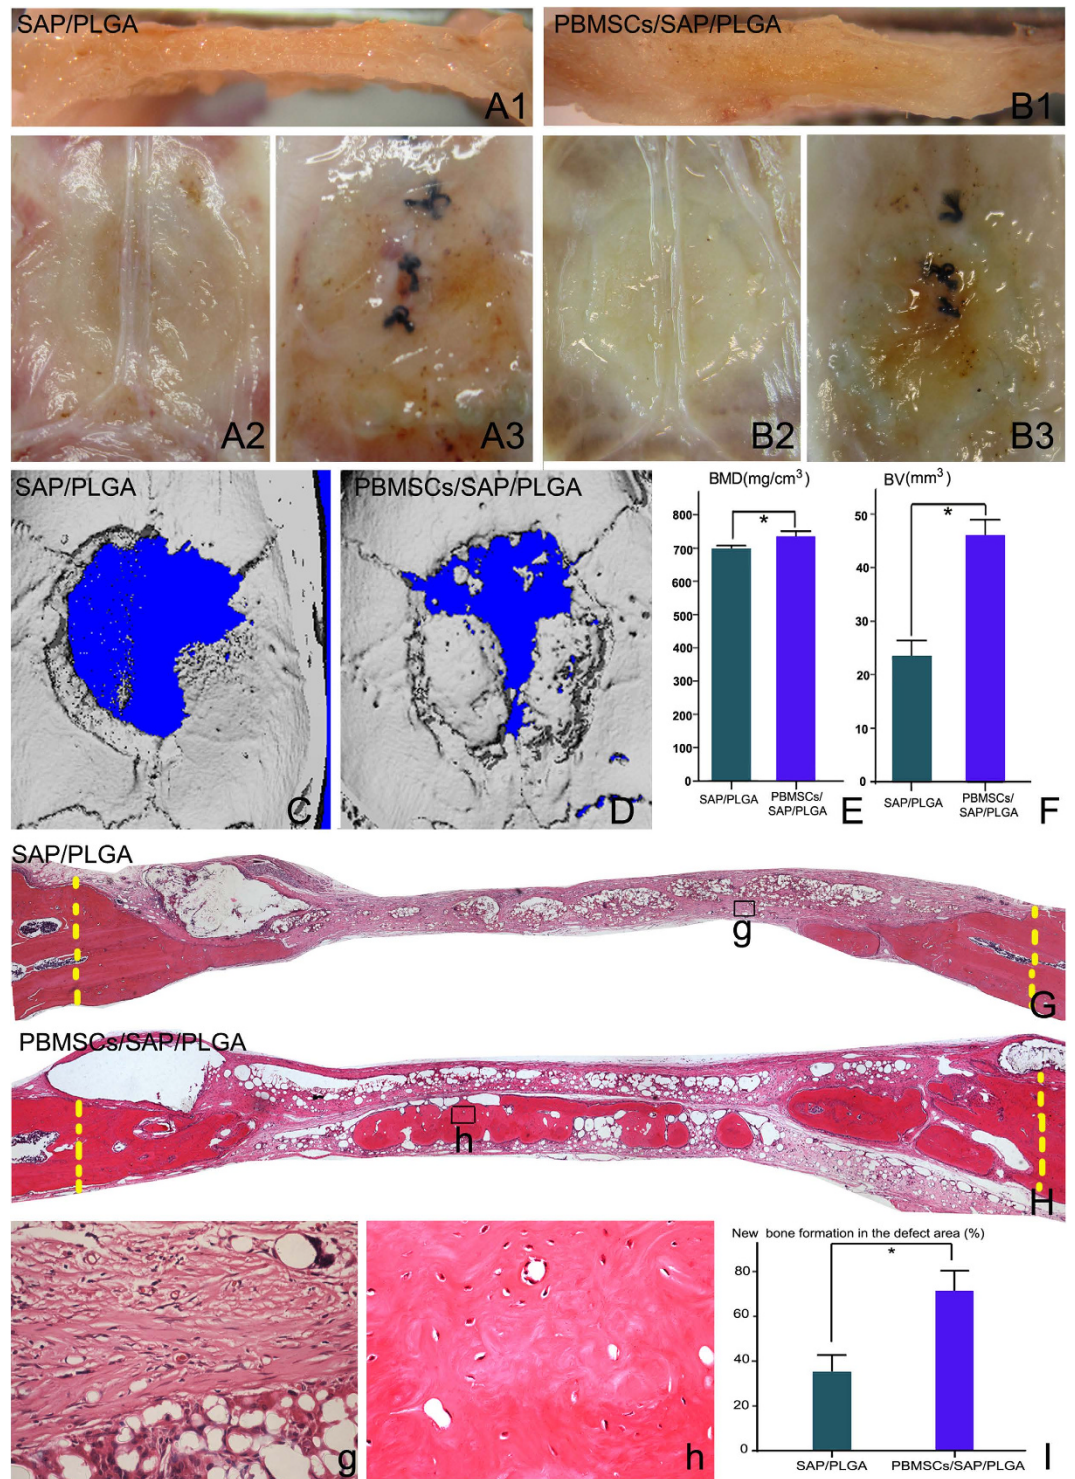 SAP/PLGA
A1
PBMSCs/SAP/PLGA
B1
A2
A3
B2
B3
SAP/PLGA
C
PBMSCs/SAP/PLGA
D
BMD(mg/cm³)
800
700
600
500
400
300
200
100
0
SAP/PLGA
PBMSCs/
SAP/PLGA
*
E
BV(mm³)
50
40
30
20
10
0
SAP/PLGA
PBMSCs/
SAP/PLGA
*
F
SAP/PLGA
g
G
PBMSCs/SAP/PLGA
h
H
g
h
New bone formation in the defect area (%)
*
80
60
40
20
0
SAP/PLGA
PBMSCs/SAP/PLGA
I